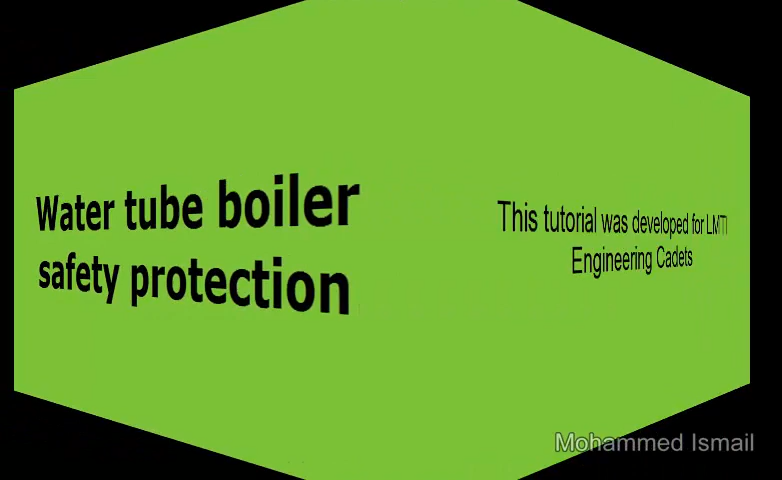 Water tube boiler
safety protection
This tutorial was developed for LMTI
Engineering Cadets
Mohammed Ismail